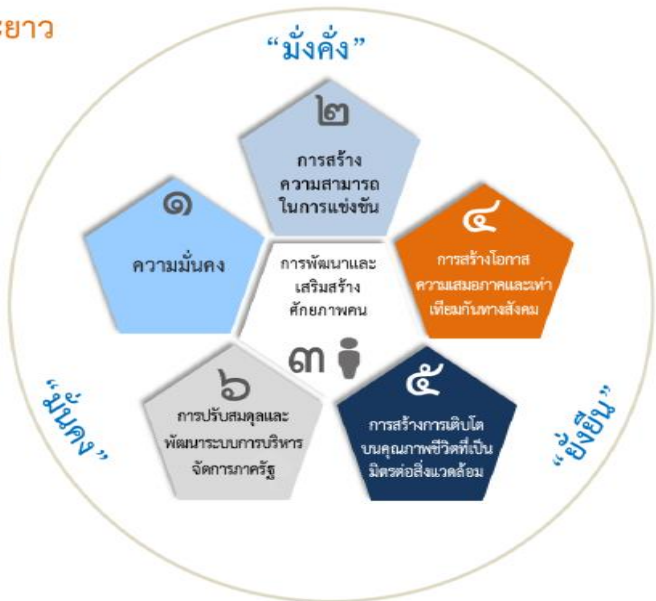 ะยาว
“มั่งคั่ง”
๒
การสร้าง
ความสามารถ
ในการแข่งขัน
๑
ความมั่นคง
๔
การสร้างโอกาส
ความเสมอภาคและเท่า
เทียมกันทางสังคม
การพัฒนาและ
เสริมสร้าง
ศักยภาพคน
๓
๖
การปรับสมดุลและ
พัฒนาระบบการบริหาร
จัดการภาครัฐ
๕
การสร้างการเติบโต
บนคุณภาพชีวิตที่เป็น
มิตรต่อสิ่งแวดล้อม
“มั่นคง”
“ยั่งยืน”